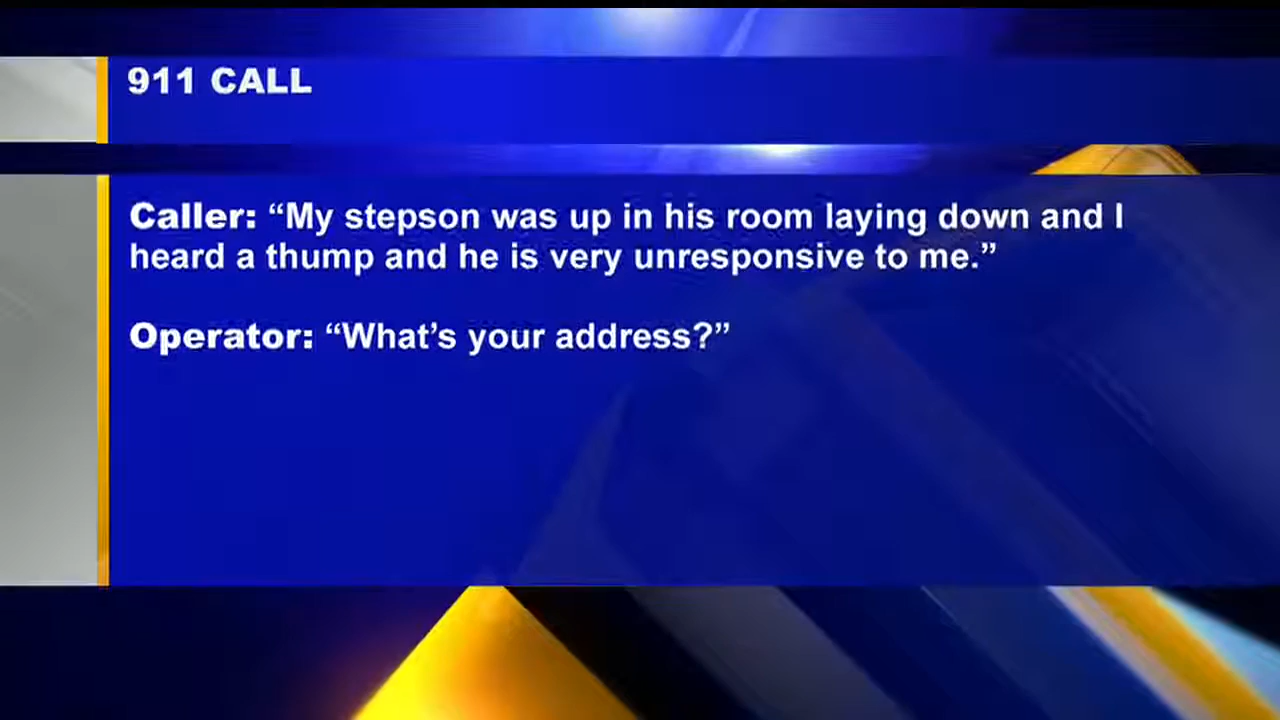 911 CALL
Caller: “My stepson was up in his room laying down and I
heard a thump and he is very unresponsive to me.”
Operator: “What’s your address?”